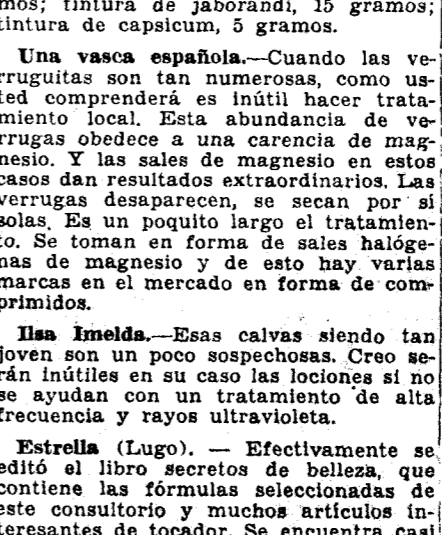 mos; tintura de jaborandi, 15 gramos;
tintura de capsicum, 5 gramos.
Una vasca española.—Cuando las ve-
rruguitas son tan numerosas, como us-
ted comprenderá es inútil hacer trata-
miento local. Esta abundancia de ve-
rrugas obedece a una carencia de mag-
nesio. Y las sales de magnesio en estos
casos dan resultados extraordinarios. Las
verrugas desaparecen, se secan por sí
solas. Es un poquito largo el tratamien-
to. Se toman en forma de sales halóge-
nas de magnesio y de esto hay varias
marcas en el mercado en forma de com-
primidos.
Ilsa Imelda.—Esas calvas siendo tan
joven son un poco sospechosas. Creo se-
rán inútiles en su caso las lociones si no
se ayudan con un tratamiento de alta
frecuencia y rayos ultravioleta.
Estrella (Lugo). — Efectivamente se
editó el libro secretos de belleza, que
contiene las fórmulas seleccionadas de
este consultorio y muchos artículos in-
teresantes de tocador. Se encuentra casi